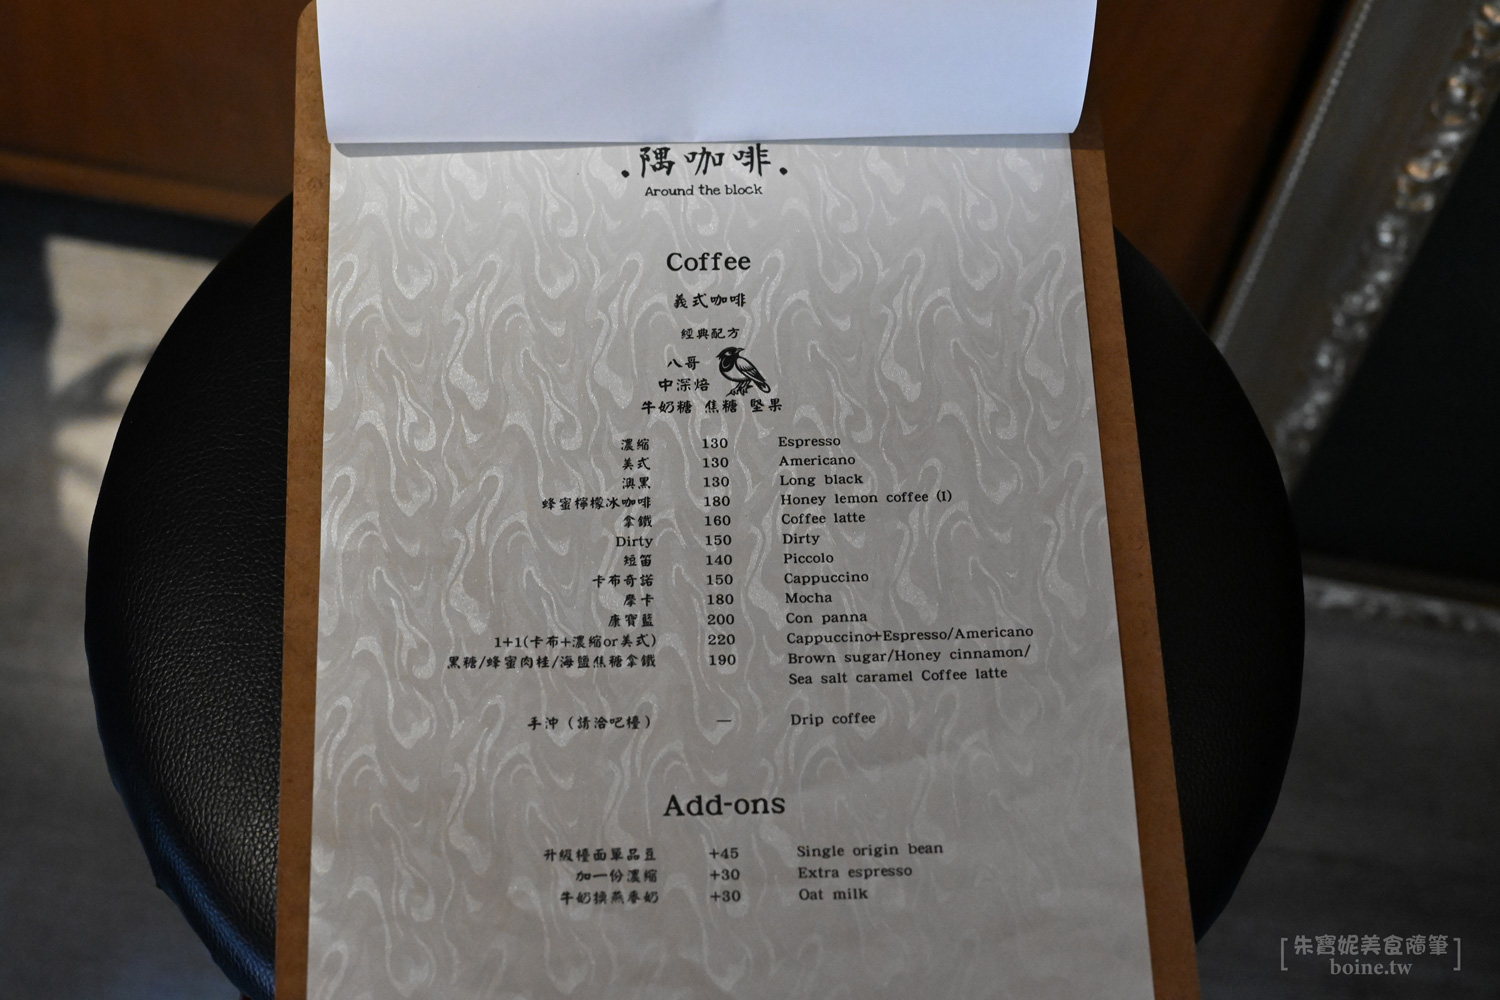 .隅咖啡.
Around the block
Coffee
義式咖啡
經典配方
八哥
中深焙
牛奶糖 焦糖 堅果
濃縮 130 Espresso
美式 130 Americano
澳黑 130 Long black
蜂蜜檸檬冰咖啡 180 Honey lemon coffee (I)
拿鐵 160 Coffee latte
Dirty 150 Dirty
短笛 140 Piccolo
卡布奇諾 150 Cappuccino
摩卡 180 Mocha
康寶藍 200 Con panna
1+1(卡布+濃縮or美式) 220 Cappuccino+Espresso/Americano
黑糖/蜂蜜肉桂/海鹽焦糖拿鐵 190 Brown sugar/Honey cinnamon/
Sea salt caramel Coffee latte
手沖（請洽吧檯） — Drip coffee
Add-ons
升級檯面單品豆 +45 Single origin bean
加一份濃縮 +30 Extra espresso
牛奶換燕麥奶 +30 Oat milk
[朱寶妮美食隨筆]
boine.tw